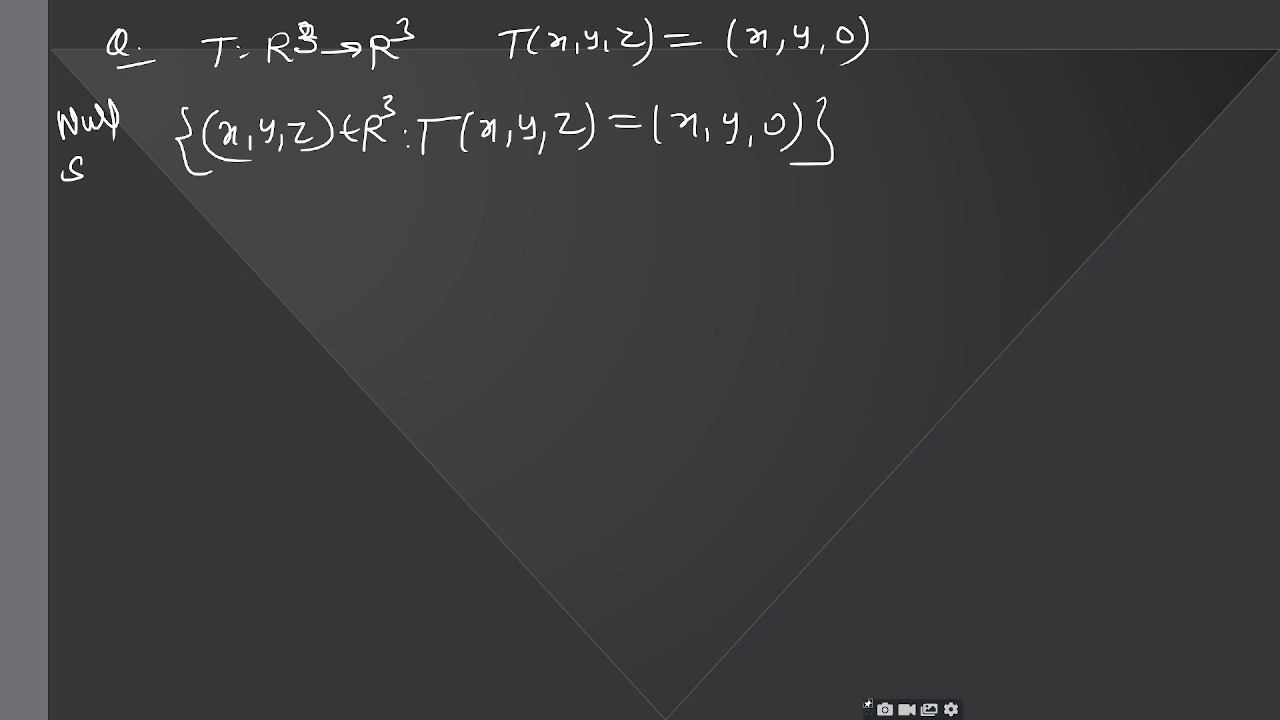 Q. T: R³→R³ T(x,y,z) = (x,y,0)
Null {(x,y,z)∈R³: T(x,y,z) = (x,y,0)}
S